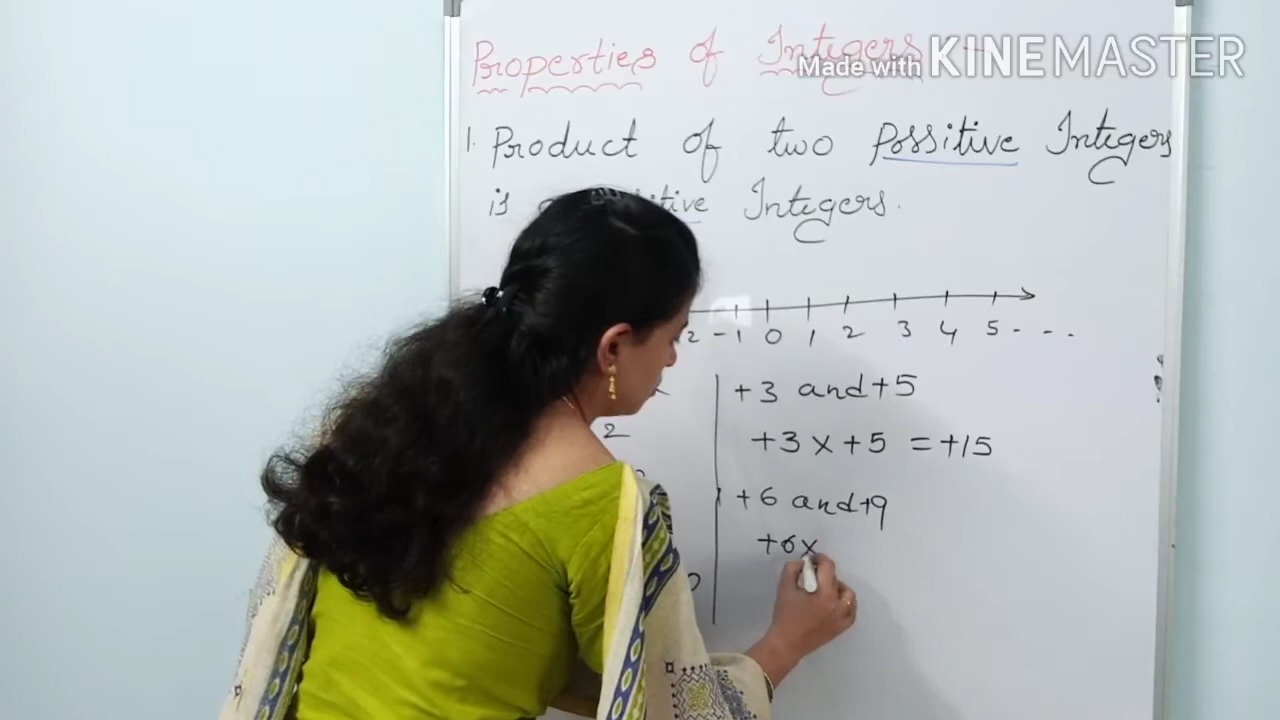 Properties of Integers -
Made with KINEMASTER
1. Product of two possitive Integers
is Integers.
-1 0 1 2 3 4 5 - - -
+3 and +5
2
+3 x +5 = +15
+6 and +9
+6 x